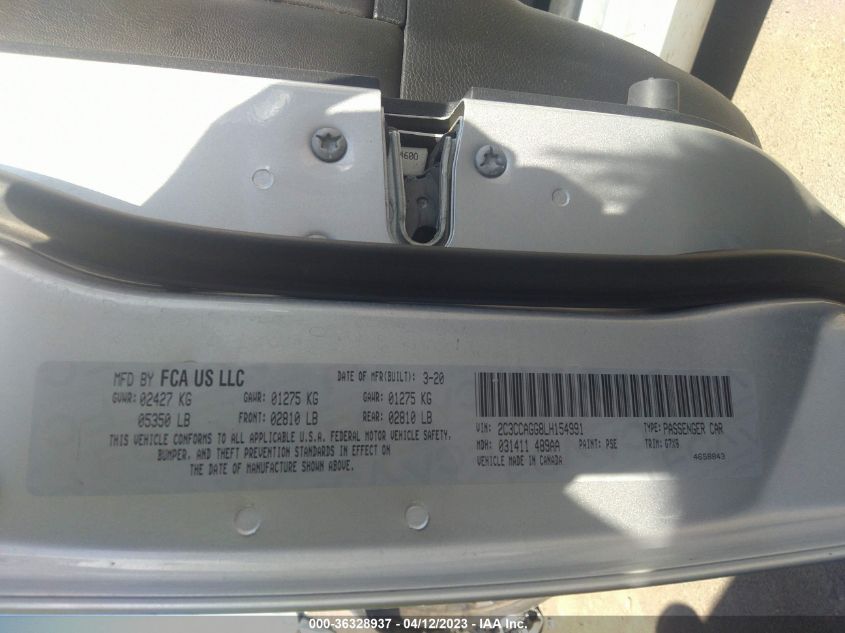 4600
MFD BY FCA US LLC
DATE OF MFR(BUILT): 3-20
GVWR: 02427 KG GAWR: 01275 KG GAWR: 01275 KG
05350 LB FRONT: 02810 LB REAR: 02810 LB
THIS VEHICLE CONFORMS TO ALL APPLICABLE U.S.A. FEDERAL MOTOR VEHICLE SAFETY,
BUMPER, AND THEFT PREVENTION STANDARDS IN EFFECT ON
THE DATE OF MANUFACTURE SHOWN ABOVE.
VIN: 2C3CCAGG8LH154991 TYPE: PASSENGER CAR
MDH: 031411 489AA PAINT: PSE TRIM: G7X9
VEHICLE MADE IN CANADA 4658843
000-36328937 - 04/12/2023 - IAA Inc.